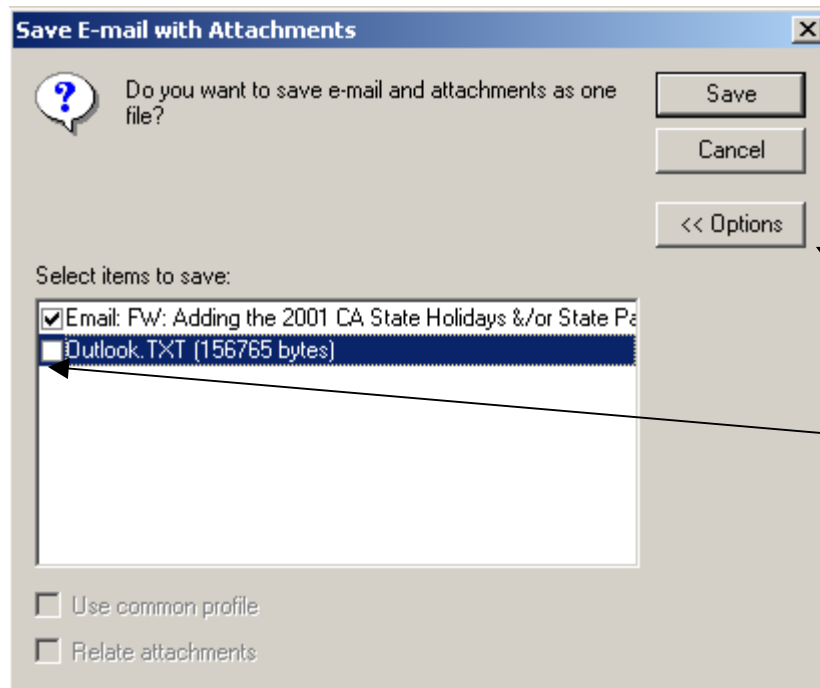 Save E-mail with Attachments
Do you want to save e-mail and attachments as one
file?
Save
Cancel
<< Options
Select items to save:
Email: FW: Adding the 2001 CA State Holidays &/or State Pa
Outlook.TXT (156765 bytes)
Use common profile
Relate attachments